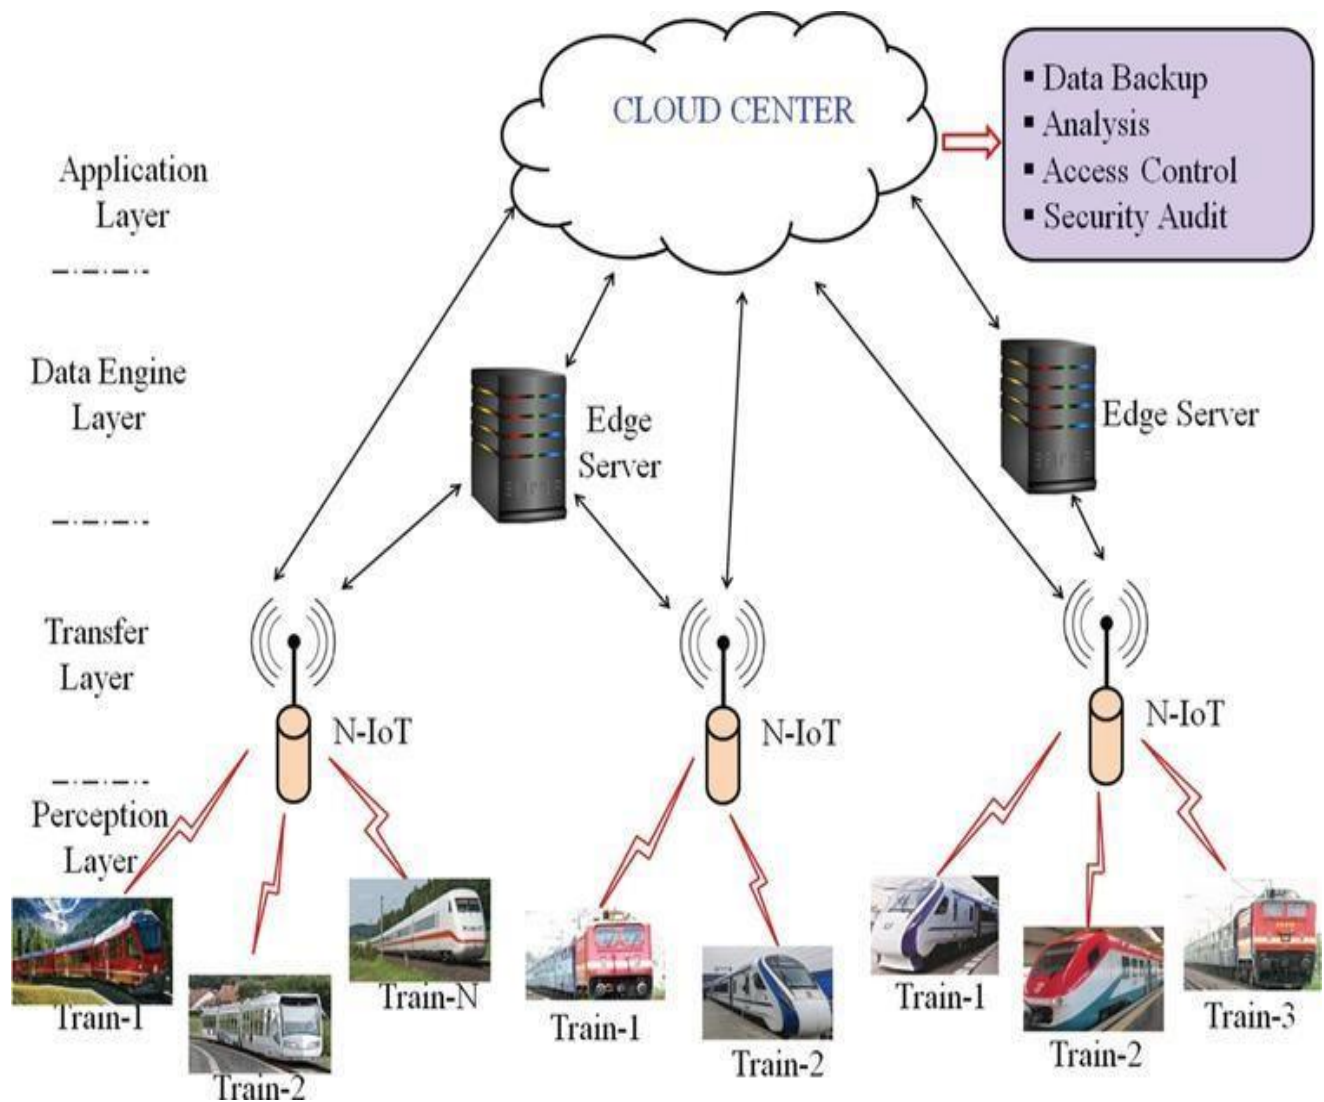 CLOUD CENTER
▪ Data Backup
▪ Analysis
▪ Access Control
▪ Security Audit
Application
Layer
Data Engine
Layer
Edge
Server
Edge Server
Transfer
Layer
N-IoT
N-IoT
N-IoT
Perception
Layer
Train-1
Train-2
Train-N
Train-1
Train-2
Train-1
Train-2
Train-3